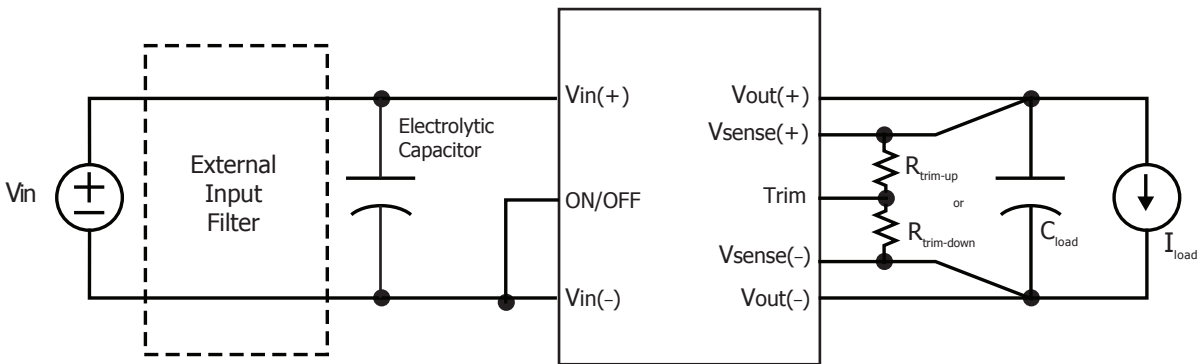 Vin
External
Input
Filter
Electrolytic
Capacitor
Vin(+)
ON/OFF
Vin(−)
Vout(+)
Vsense(+)
Trim
Vsense(−)
Vout(−)
Rtrim-up
or
Rtrim-down
Cload
Iload